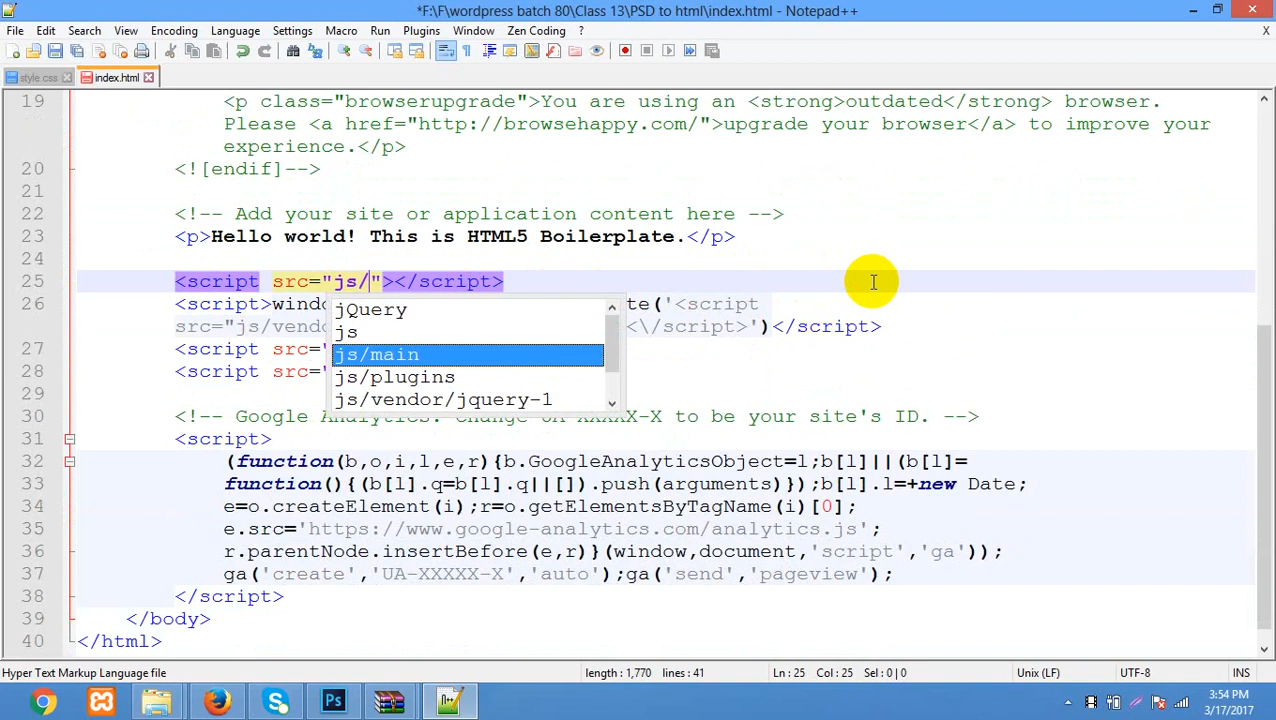 *F:\F\wordpress batch 80\Class 13\PSD to html\index.html - Notepad++
File Edit Search View Encoding Language Settings Macro Run Plugins Window Zen Coding ? X
style.css index.html
19 <p class="browserupgrade">You are using an <strong>outdated</strong> browser.
Please <a href="http://browsehappy.com/">upgrade your browser</a> to improve your
experience.</p>
20 <![endif]-->
21
22 <!-- Add your site or application content here -->
23 <p>Hello world! This is HTML5 Boilerplate.</p>
24
25 <script src="js/"></script>
26 <script>wind te('<script
src="js/vend <\/script>')</script>
27 <script src="
28 <script src="
jQuery
js
js/main
js/plugins
js/vendor/jquery-1
29
30 <!-- Google Analytics: change UA-XXXXX-X to be your site's ID. -->
31 <script>
32 (function(b,o,i,l,e,r){b.GoogleAnalyticsObject=l;b[l]||(b[l]=
33 function(){(b[l].q=b[l].q||[]).push(arguments)});b[l].l=+new Date;
34 e=o.createElement(i);r=o.getElementsByTagName(i)[0];
35 e.src='https://www.google-analytics.com/analytics.js';
36 r.parentNode.insertBefore(e,r)}(window,document,'script','ga'));
37 ga('create','UA-XXXXX-X','auto');ga('send','pageview');
38 </script>
39 </body>
40 </html>
Hyper Text Markup Language file length : 1,770 lines : 41 Ln : 25 Col : 25 Sel : 0 | 0 Unix (LF) UTF-8 INS
Ps
3:54 PM
3/17/2017